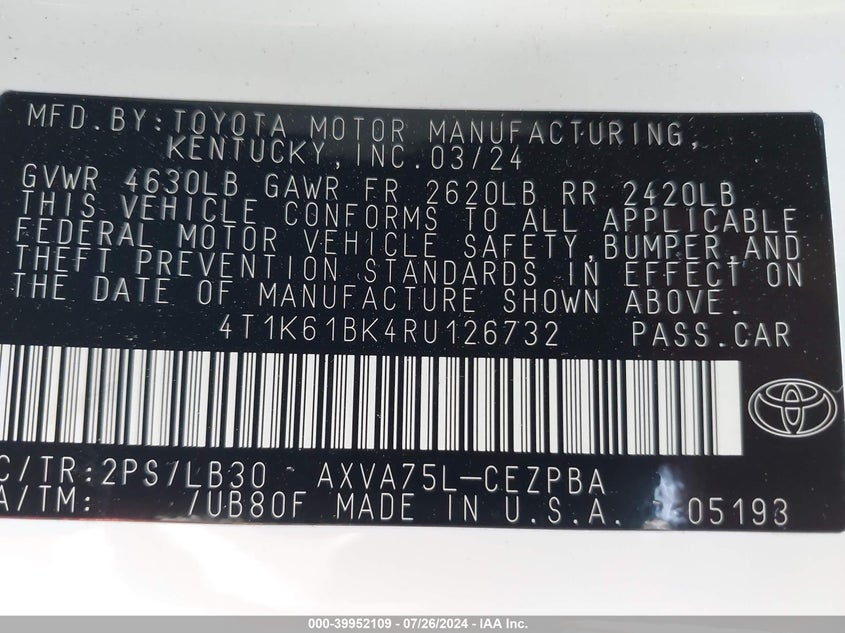 MFD.BY:TOYOTA MOTOR MANUFACTURING,
KENTUCKY,INC.03/24
GVWR 4630LB GAWR FR 2620LB RR 2420LB
THIS VEHICLE CONFORMS TO ALL APPLICABLE
FEDERAL MOTOR VEHICLE SAFETY,BUMPER,AND
THEFT PREVENTION STANDARDS IN EFFECT ON
THE DATE OF MANUFACTURE SHOWN ABOVE.
4T1K61BK4RU126732 PASS.CAR
C/TR:2PS/LB30 AXVA75L-CEZPBA
A/TM: /UB80F MADE IN U.S.A. 05193
000-39952109 - 07/26/2024 - IAA Inc.